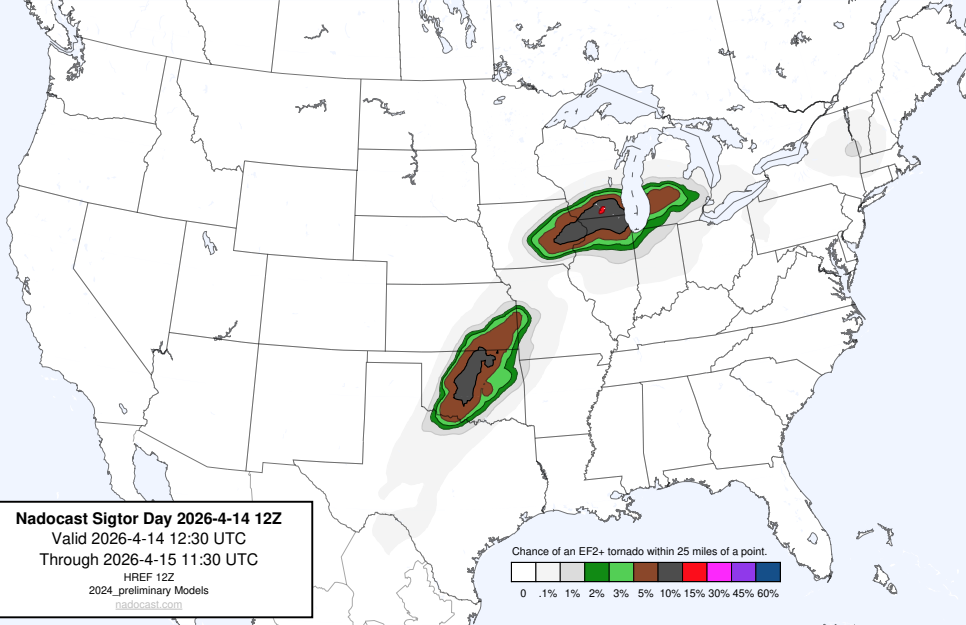 Nadocast Sigtor Day 2026-4-14 12Z
Valid 2026-4-14 12:30 UTC
Through 2026-4-15 11:30 UTC
HREF 12Z
2024_preliminary Models
nadocast.com
Chance of an EF2+ tornado within 25 miles of a point.
0 .1% 1% 2% 3% 5% 10% 15% 30% 45% 60%